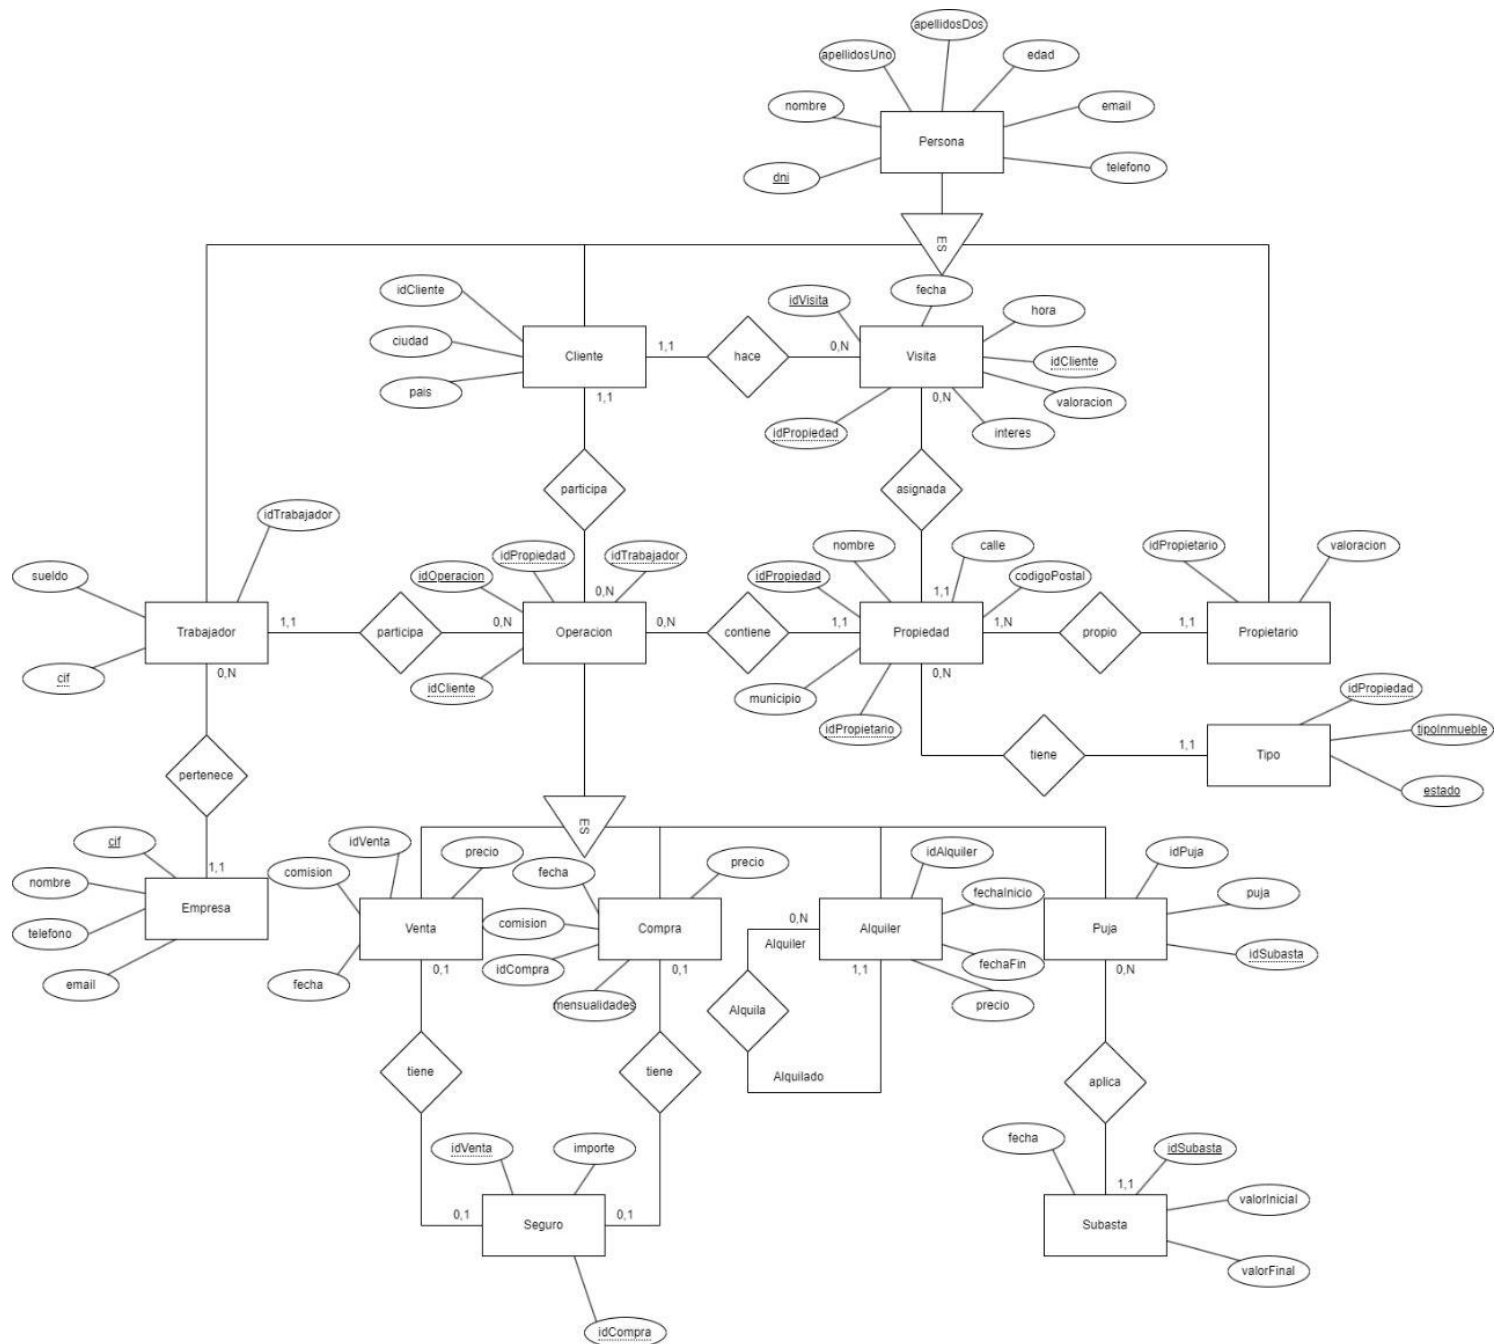 apellidosDos
apellidosUno
edad
nombre
email
Persona
dni
telefono
ES
idCliente
idVisita
fecha
hora
ciudad
Cliente
1,1
hace
0,N
Visita
idCliente
pais
1,1
0,N
valoracion
idPropiedad
interes
participa
asignada
idTrabajador
nombre
calle
idPropietario
valoracion
sueldo
idOperacion
idPropiedad
idTrabajador
idPropiedad
codigoPostal
0,N
1,1
Trabajador
1,1
participa
0,N
Operacion
0,N
contiene
1,1
Propiedad
1,N
propio
1,1
Propietario
cif
0,N
idCliente
municipio
0,N
idPropietario
idPropiedad
tipoInmueble
tiene
1,1
Tipo
estado
pertenece
ES
cif
1,1
idVenta
precio
comision
fecha
precio
idAlquiler
idPuja
nombre
Empresa
fechaInicio
puja
telefono
Venta
comision
Compra
0,N
Alquiler
Alquiler
Puja
email
fecha
0,1
idCompra
0,1
1,1
fechaFin
0,N
idSubasta
mensualidades
Alquila
precio
tiene
tiene
Alquilado
aplica
idVenta
importe
fecha
idSubasta
0,1
Seguro
0,1
1,1
Subasta
valorInicial
valorFinal
idCompra